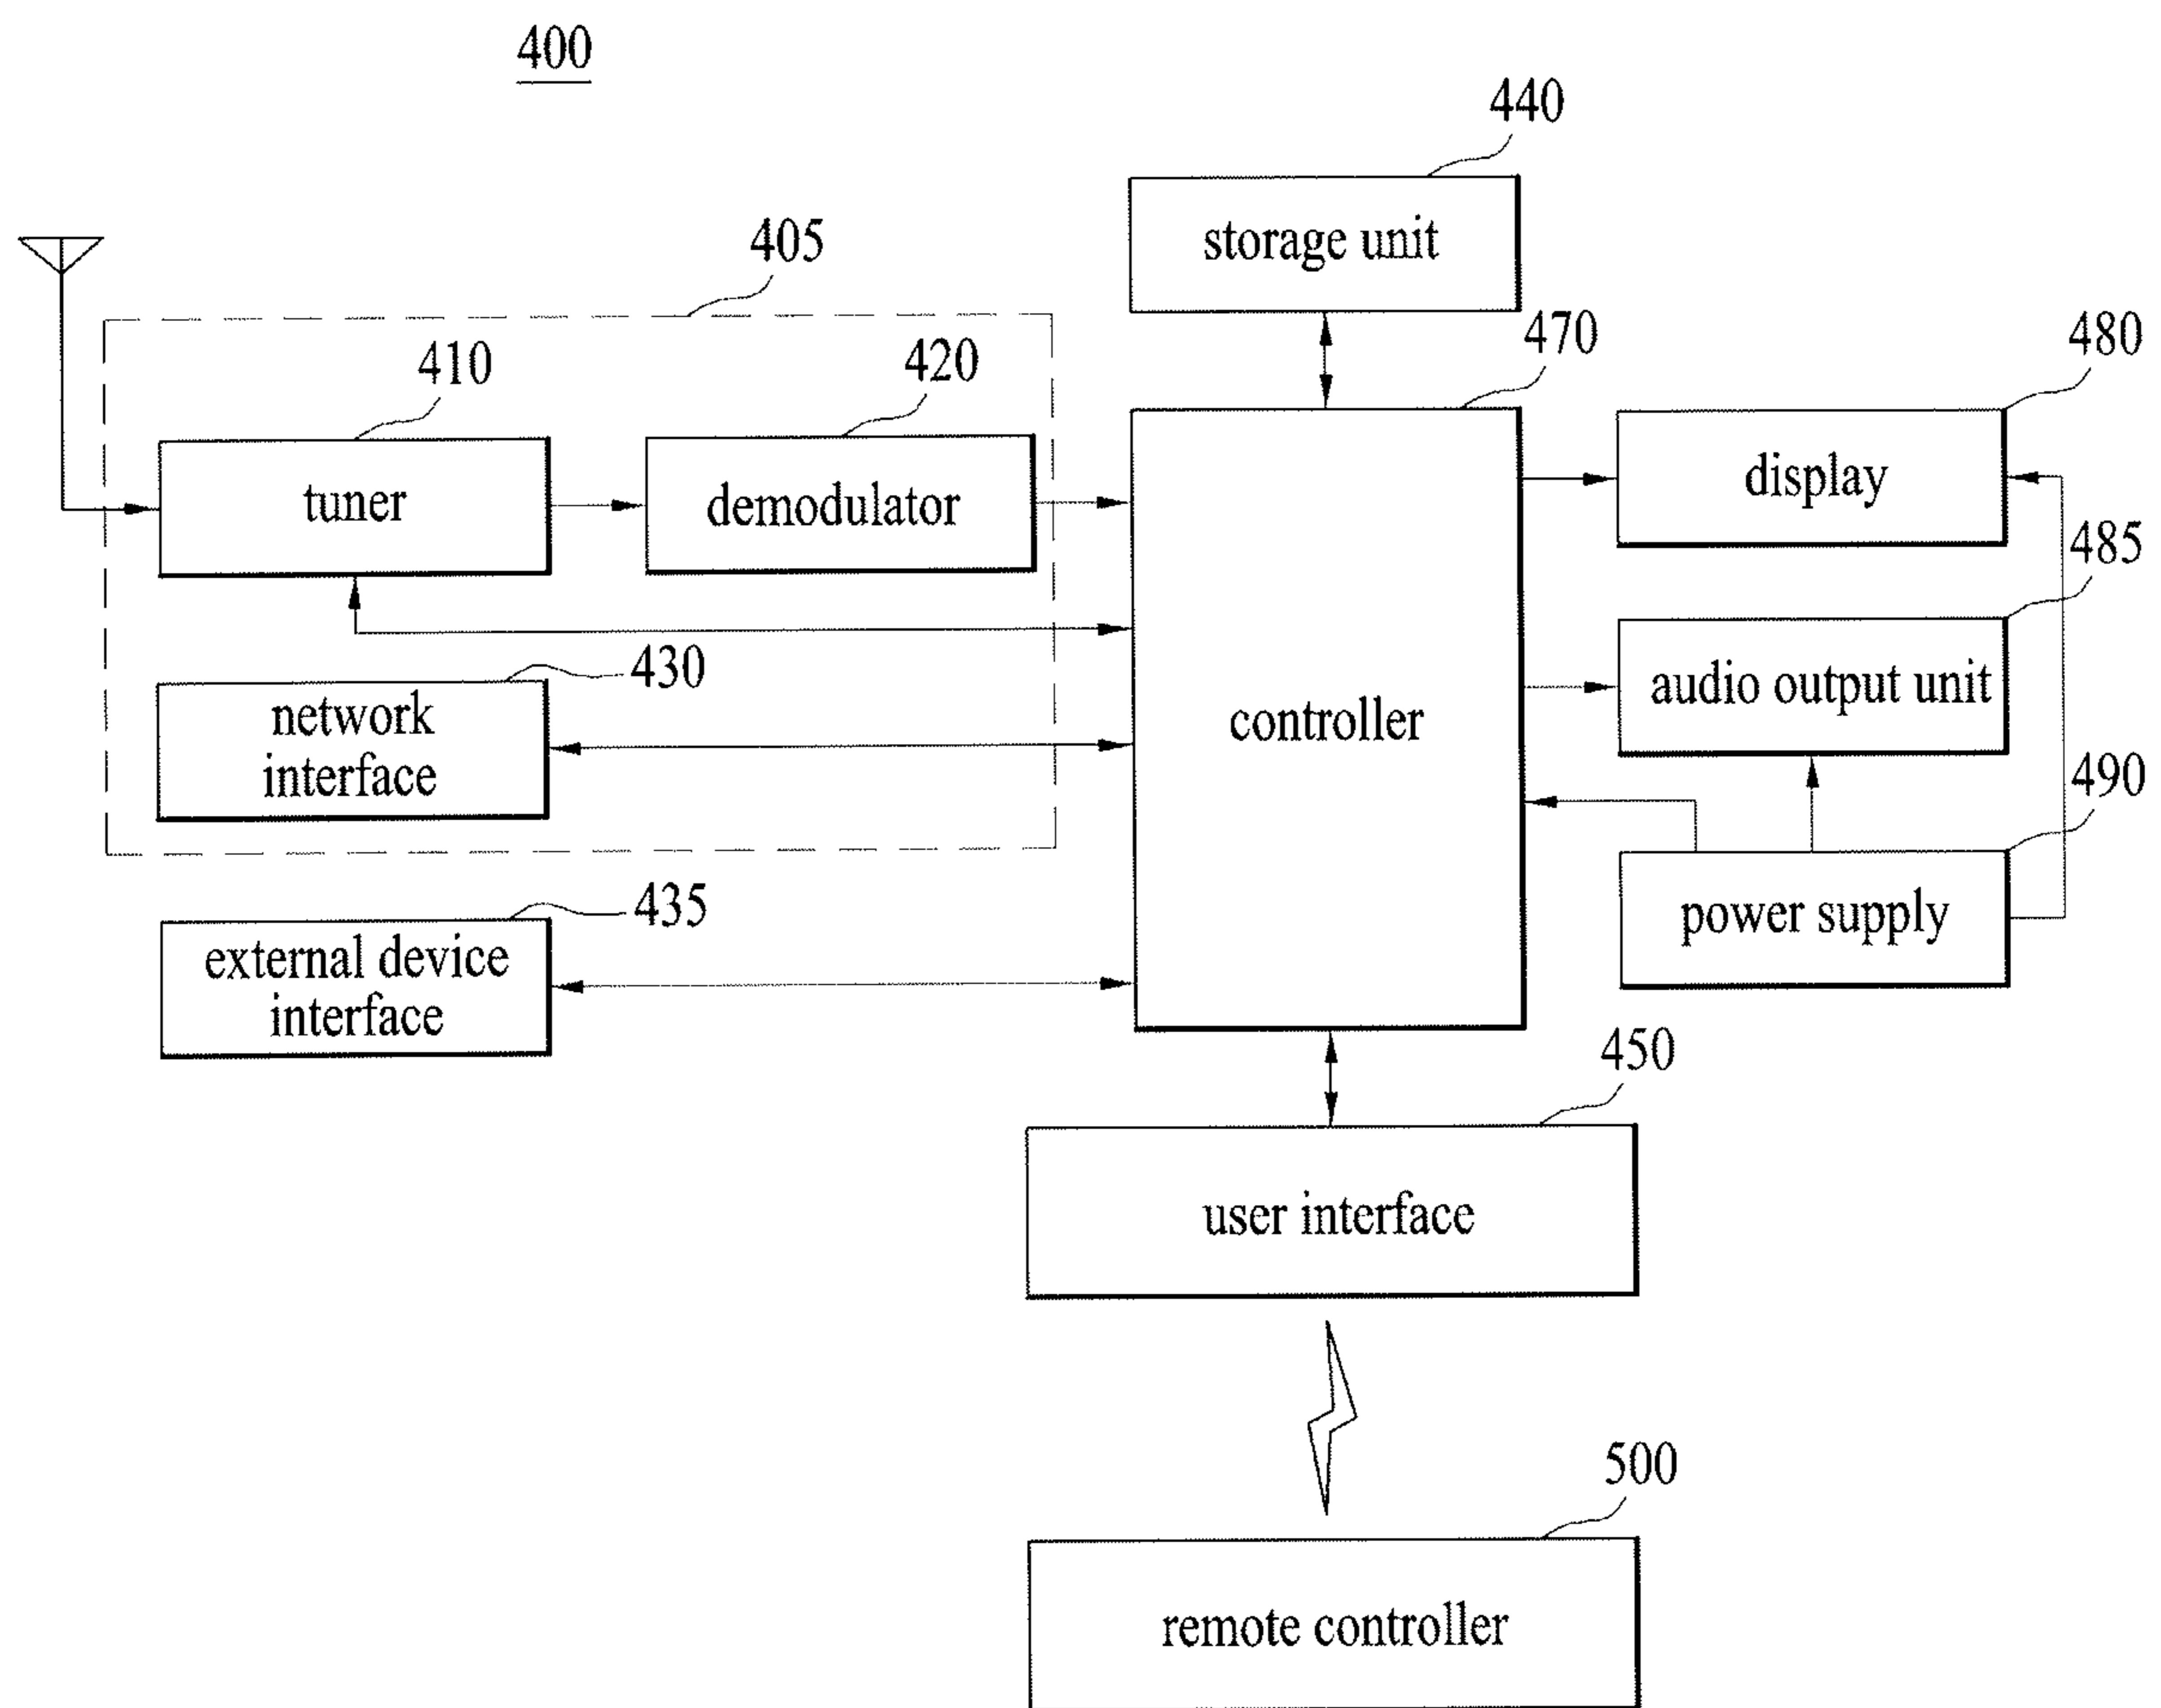 400
440
storage unit
405
410
420
470
480
tuner
demodulator
display
485
430
network
interface
controller
audio output unit
490
435
external device
interface
power supply
450
user interface
500
remote controller